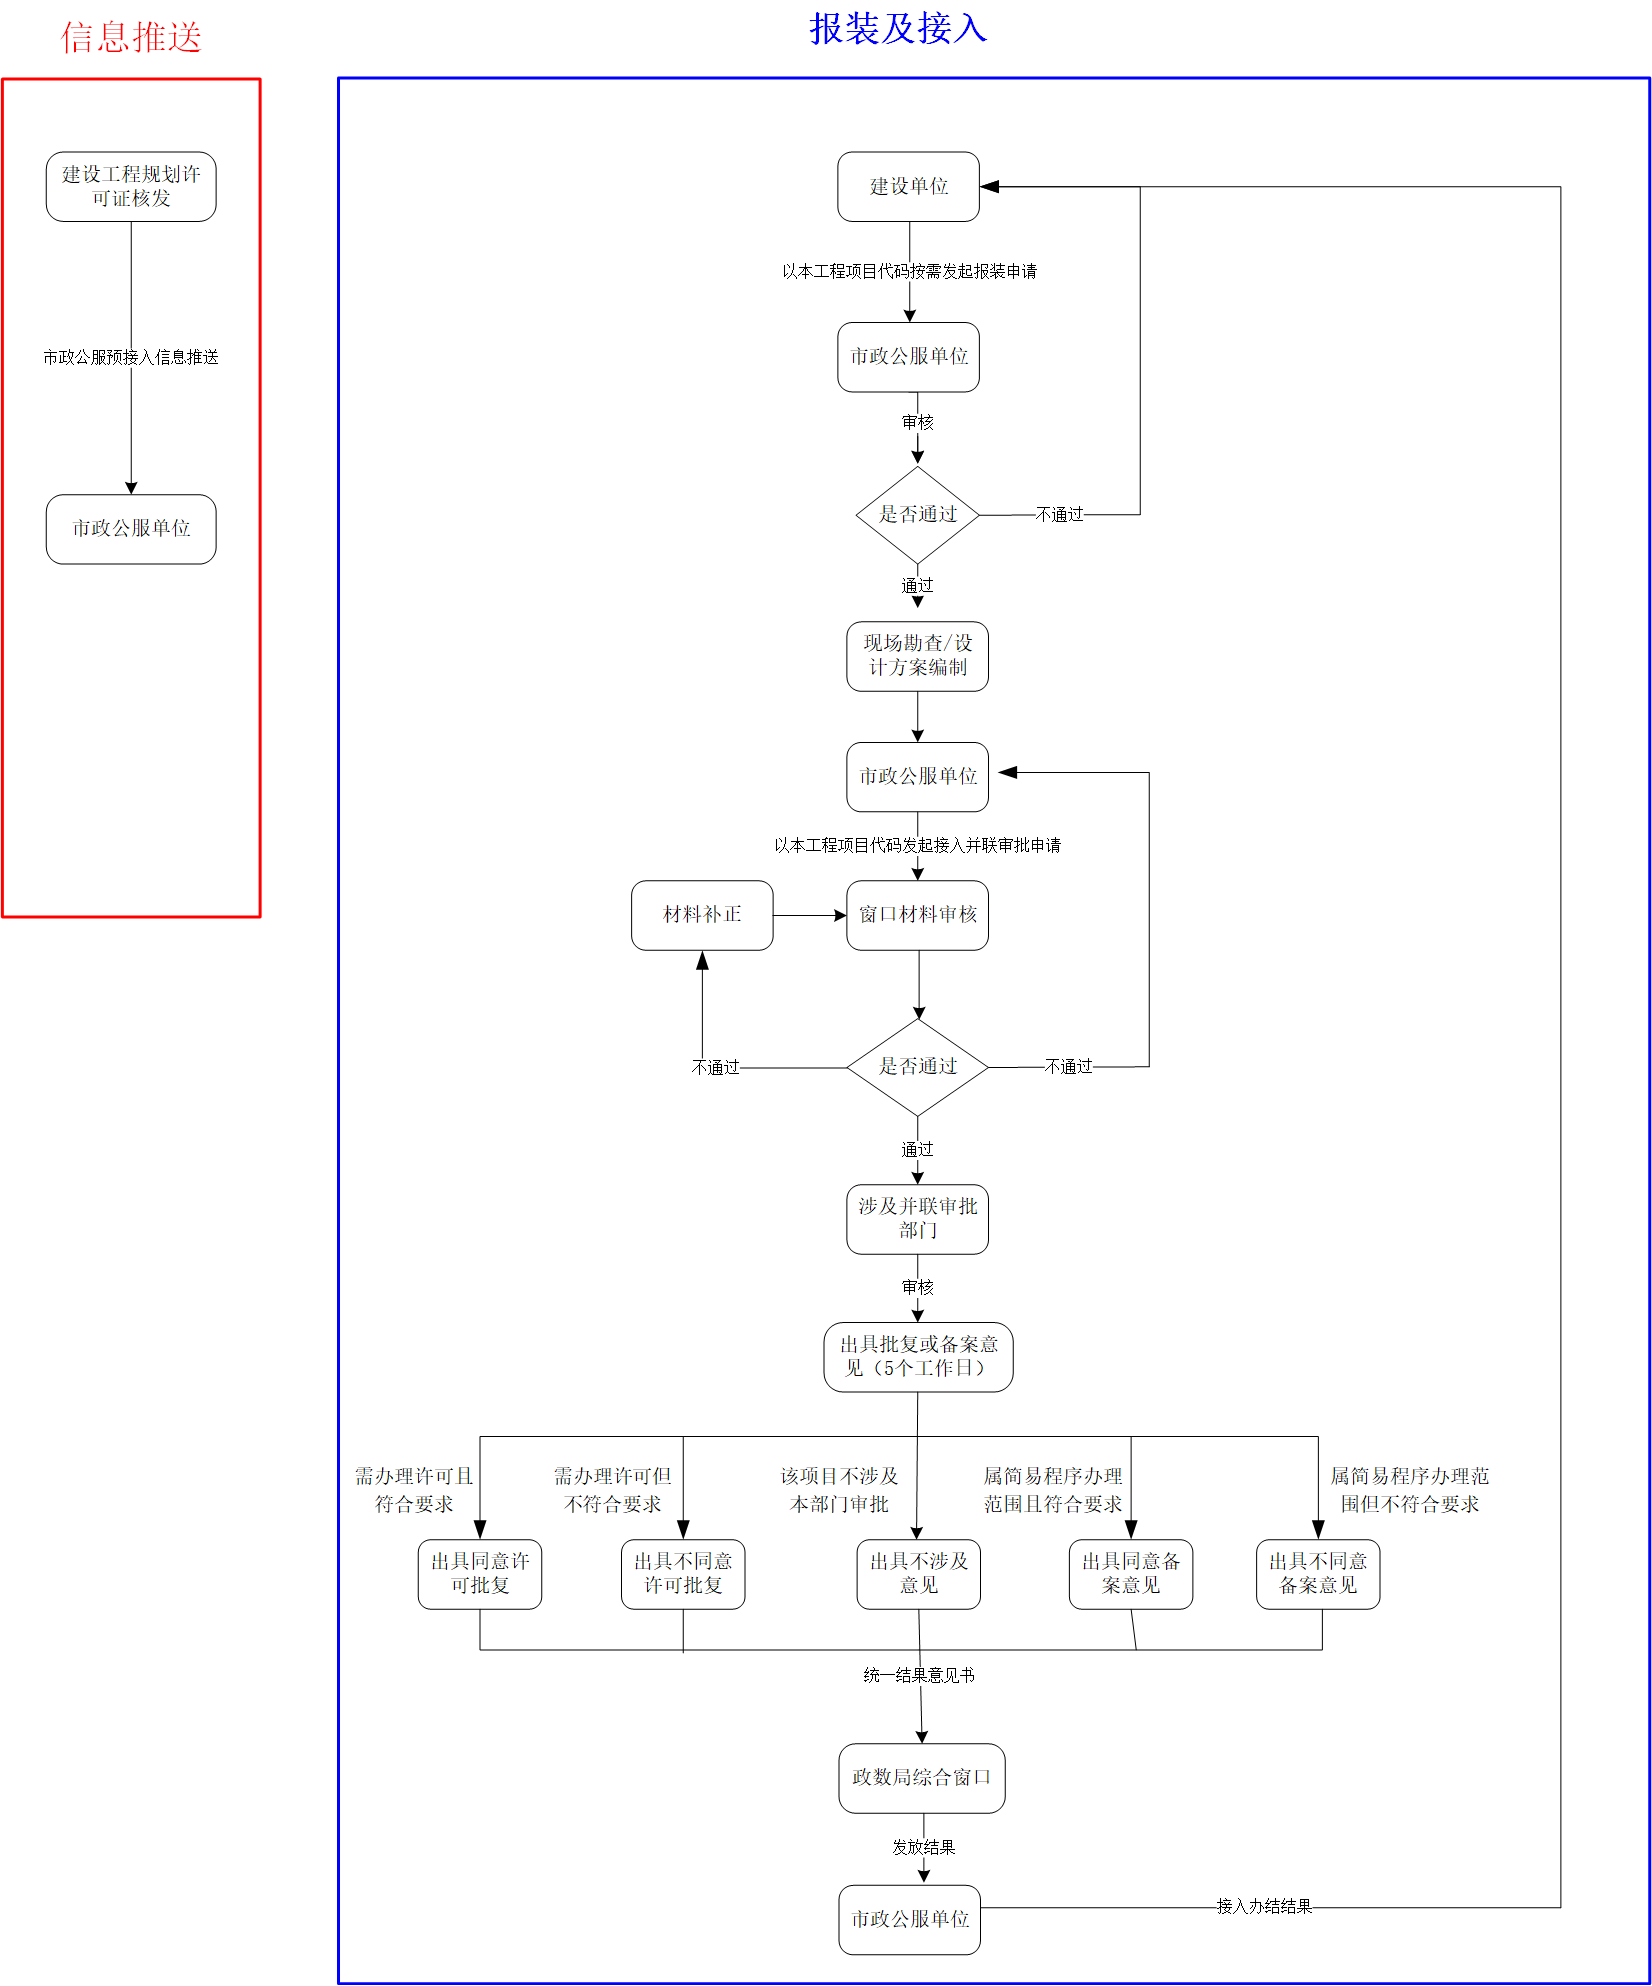 信息推送
建设工程规划许
可证核发
市政公服预接入信息推送
市政公服单位
报装及接入
建设单位
以本工程项目代码按需发起报装申请
市政公服单位
审核
是否通过
不通过
通过
现场勘查/设
计方案编制
市政公服单位
以本工程项目代码发起接入并联审批申请
材料补正
窗口材料审核
不通过
是否通过
不通过
通过
涉及并联审批
部门
审核
出具批复或备案意
见（5个工作日）
需办理许可且
符合要求
需办理许可但
不符合要求
该项目不涉及
本部门审批
属简易程序办理
范围且符合要求
属简易程序办理范
围但不符合要求
出具同意许
可批复
出具不同意
许可批复
出具不涉及
意见
出具同意备
案意见
出具不同意
备案意见
统一结果意见书
政数局综合窗口
发放结果
市政公服单位
接入办结结果